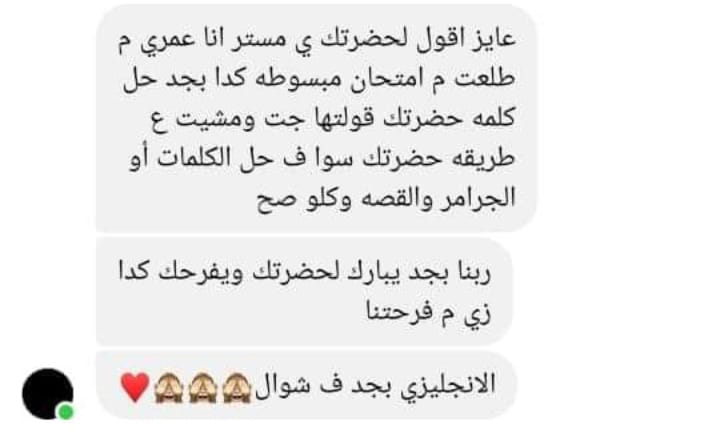 عايز اقول لحضرتك ي مستر انا عمري م
طلعت م امتحان مبسوطه كدا بجد حل
كلمه حضرتك قولتها جت ومشيت ع
طريقه حضرتك سوا ف حل الكلمات أو
الجرامر والقصه وكلو صح
ربنا بجد يبارك لحضرتك ويفرحك كدا
زي م فرحتنا
الانجليزي بجد ف شوال🙈🙈🙈❤️